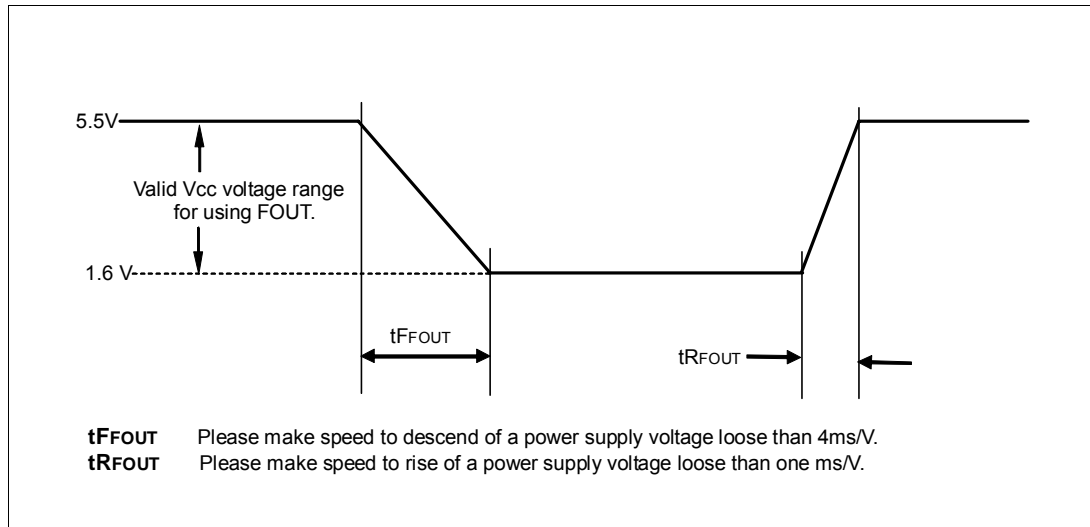 5.5V
Valid Vcc voltage range
for using FOUT.
1.6 V
tFFOUT
tRFOUT
tFFOUT Please make speed to descend of a power supply voltage loose than 4ms/V.
tRFOUT Please make speed to rise of a power supply voltage loose than one ms/V.